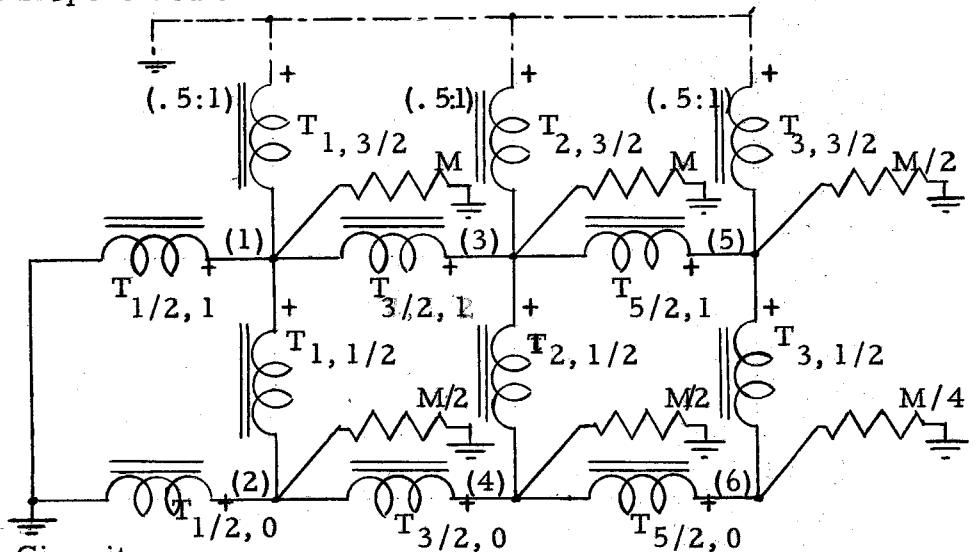 (.5:1) (.5:1) (.5:1)
+ + +
T1, 3/2 T2, 3/2 T3, 3/2
M M M/2
(1) (3) (5)
+ + +
T1/2, 1 T3/2, 1 T5/2, 1
+ + +
T1, 1/2 T2, 1/2 T3, 1/2
M/2 M/2 M/4
(2) (4) (6)
+ + +
T1/2, 0 T3/2, 0 T5/2, 0
Circuit